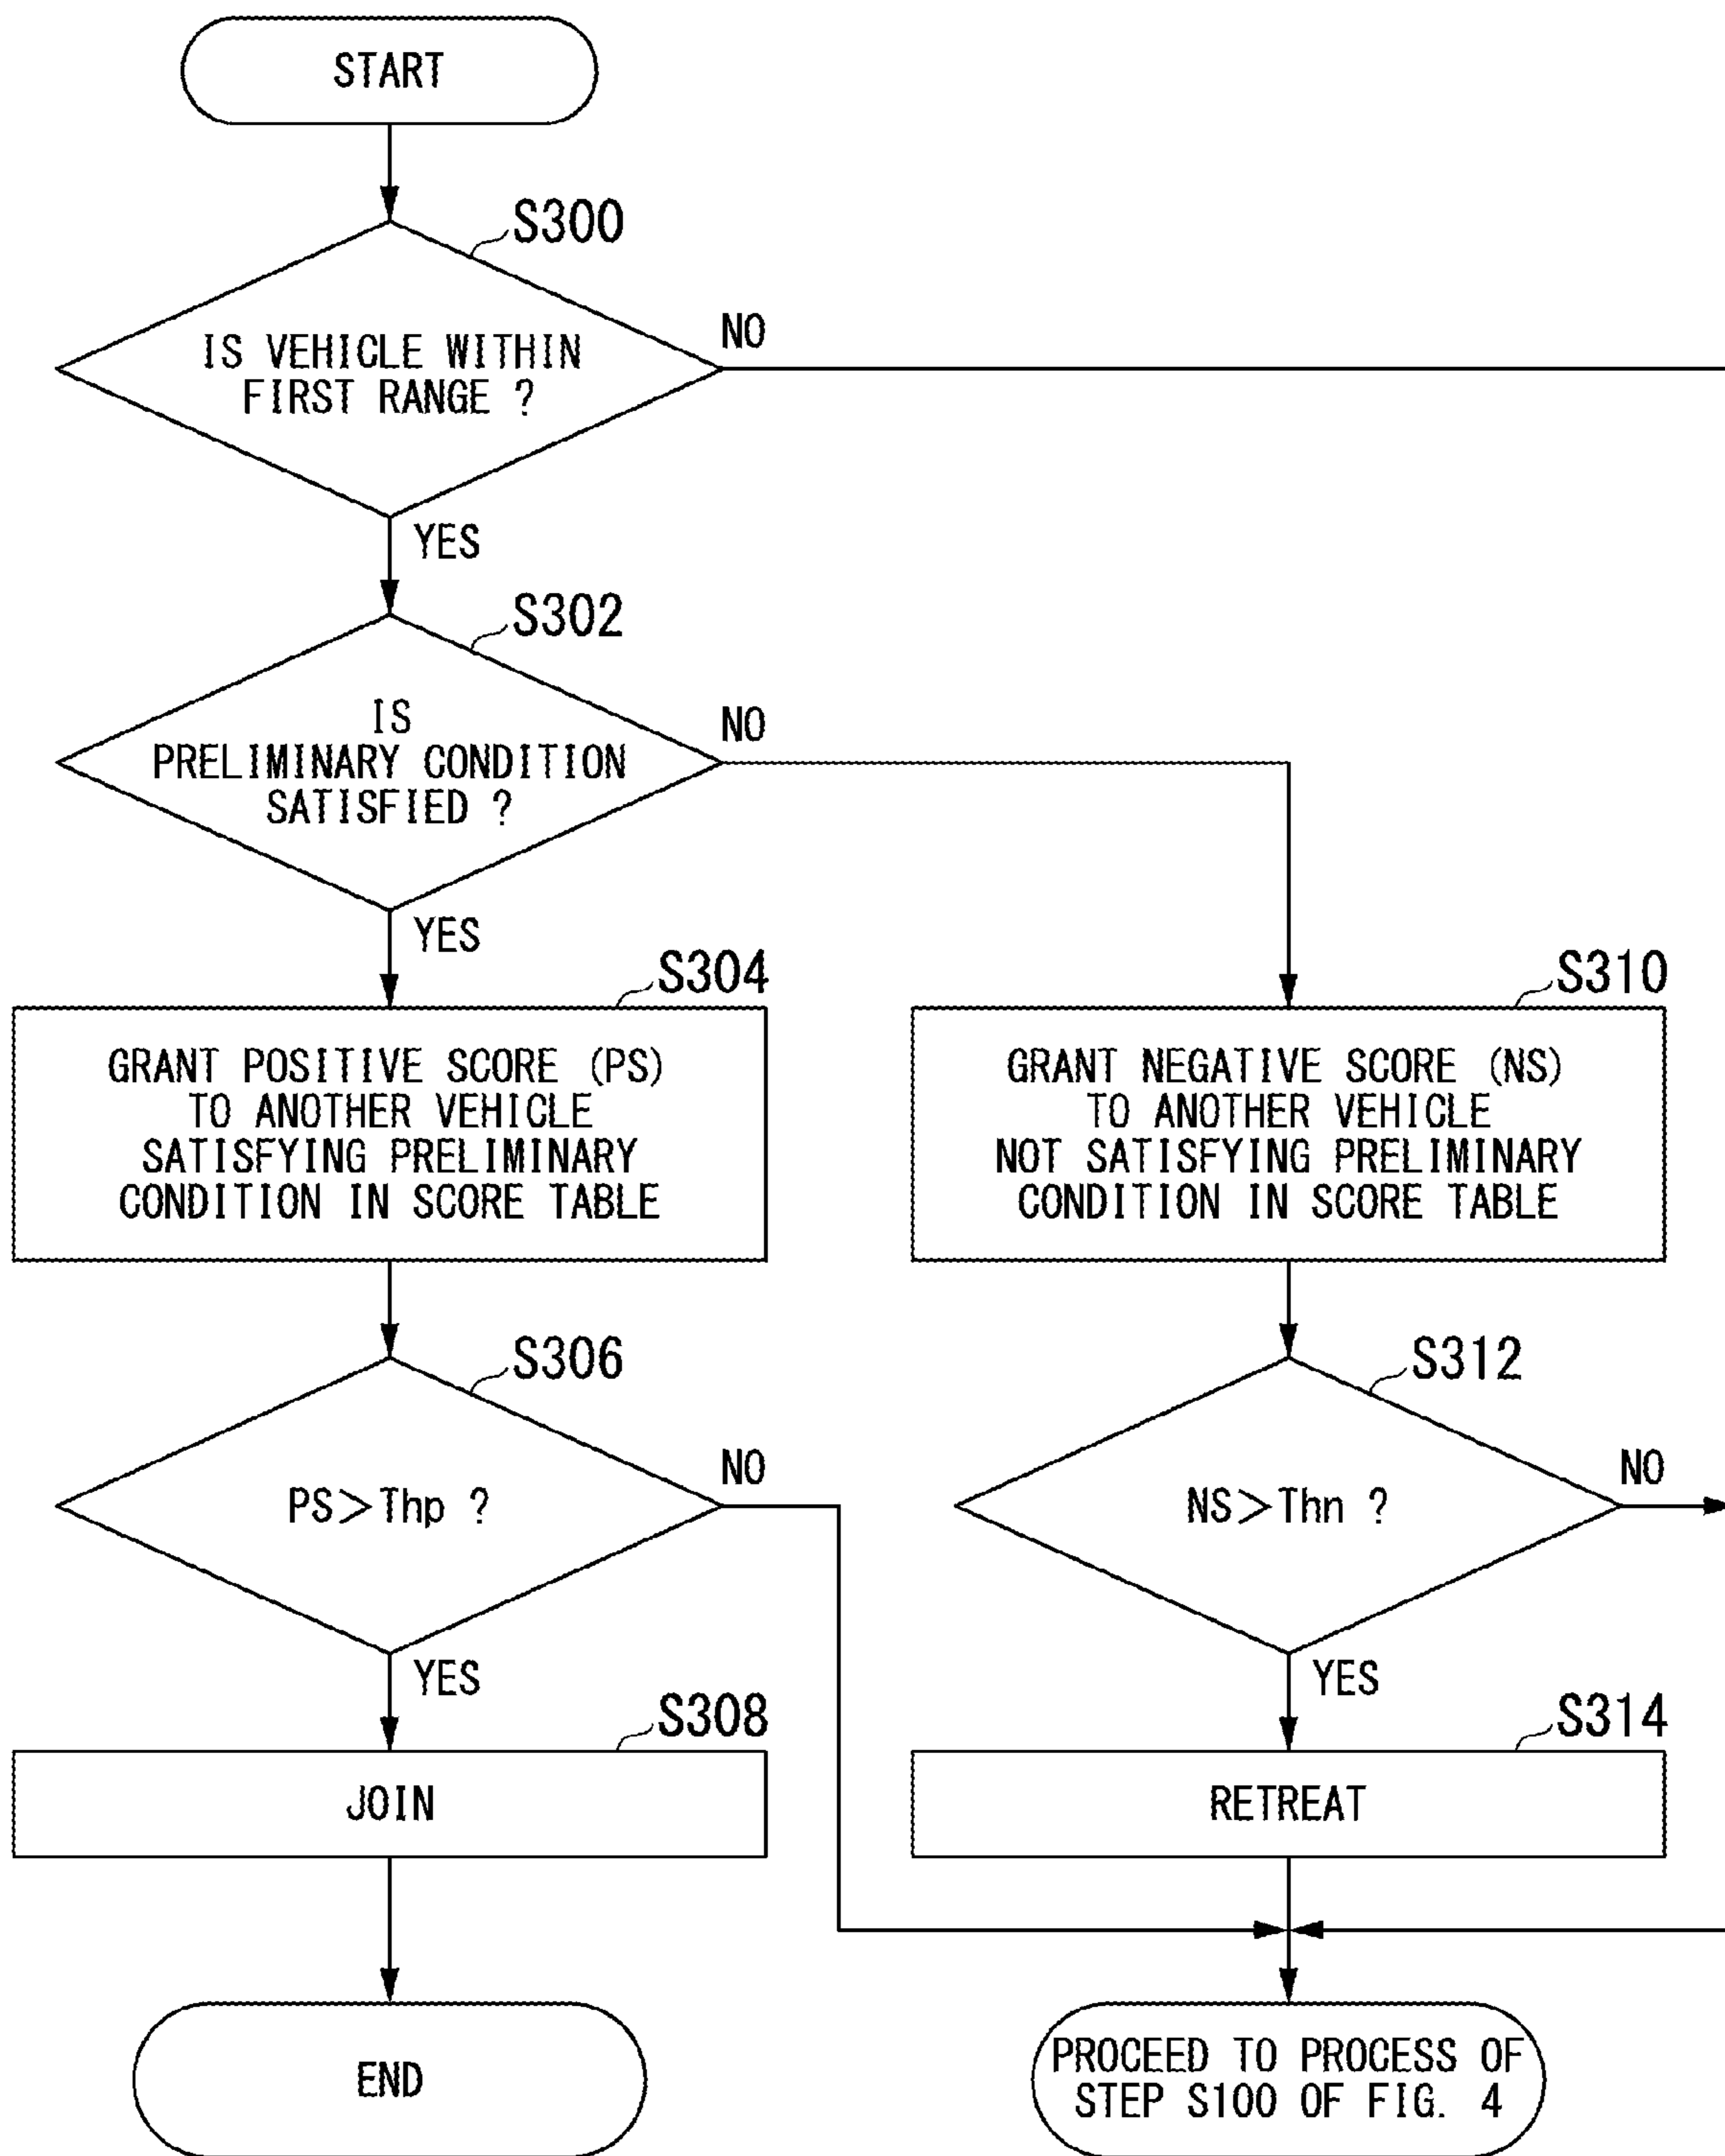 START
S300
IS VEHICLE WITHIN
FIRST RANGE ?
NO
YES
S302
IS
PRELIMINARY CONDITION
SATISFIED ?
NO
YES
S304
GRANT POSITIVE SCORE (PS)
TO ANOTHER VEHICLE
SATISFYING PRELIMINARY
CONDITION IN SCORE TABLE
S310
GRANT NEGATIVE SCORE (NS)
TO ANOTHER VEHICLE
NOT SATISFYING PRELIMINARY
CONDITION IN SCORE TABLE
S306
PS>Thp ?
NO
YES
S312
NS>Thn ?
NO
YES
S308
JOIN
S314
RETREAT
END
PROCEED TO PROCESS OF
STEP S100 OF FIG. 4